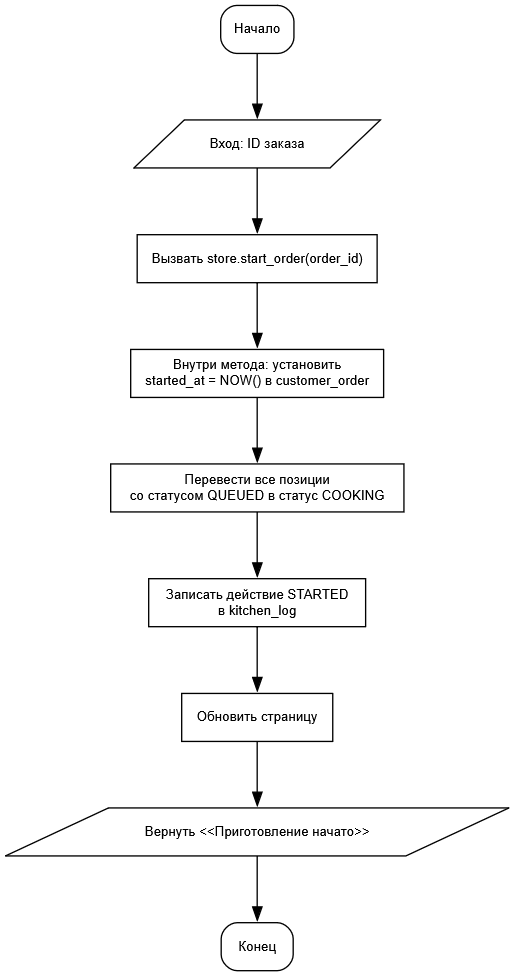 Начало
Вход: ID заказа
Вызвать store.start_order(order_id)
Внутри метода: установить
started_at = NOW() в customer_order
Перевести все позиции
со статусом QUEUED в статус COOKING
Записать действие STARTED
в kitchen_log
Обновить страницу
Вернуть <<Приготовление начато>>
Конец